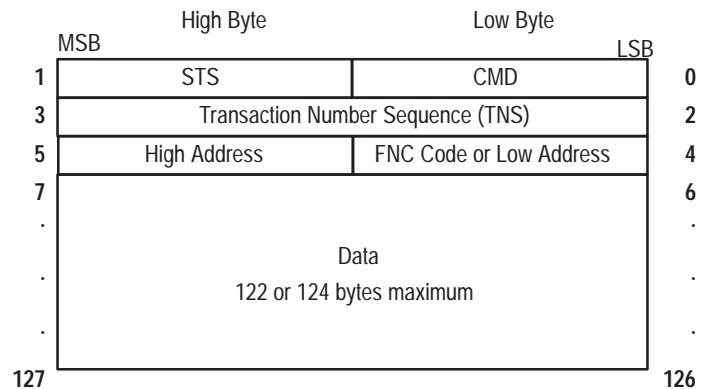 High Byte Low Byte
MSB LSB
1 STS CMD 0
3 Transaction Number Sequence (TNS) 2
5 High Address FNC Code or Low Address 4
7 6
. .
Data
. .
122 or 124 bytes maximum
. .
127 126